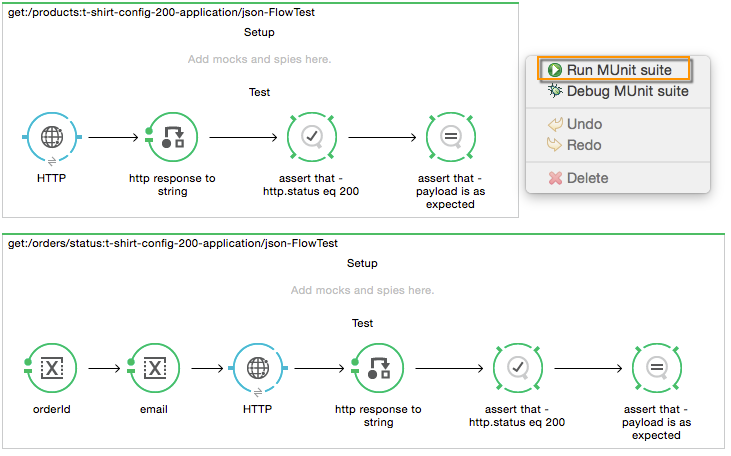 get:/products:t-shirt-config-200-application/json-FlowTest
Setup
Add mocks and spies here.
Test
HTTP
http response to
string
assert that -
http.status eq 200
assert that -
payload is as
expected
Run MUnit suite
Debug MUnit suite
Undo
Redo
Delete
get:/orders/status:t-shirt-config-200-application/json-FlowTest
Setup
Add mocks and spies here.
Test
orderId
email
HTTP
http response to
string
assert that -
http.status eq 200
assert that -
payload is as
expected